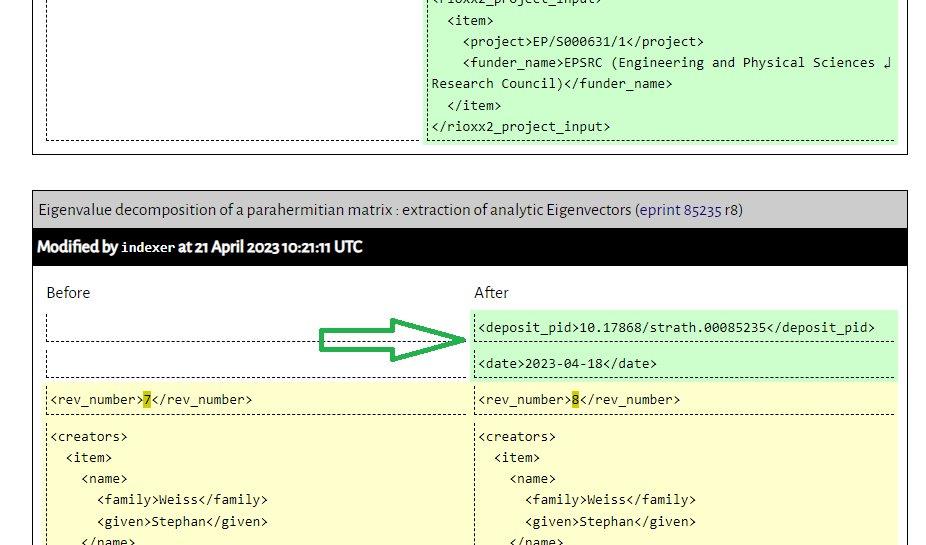 <rioxx2_project_input>
<item>
<project>EP/S000631/1</project>
<funder_name>EPSRC (Engineering and Physical Sciences ↲
Research Council)</funder_name>
</item>
</rioxx2_project_input>
Eigenvalue decomposition of a parahermitian matrix : extraction of analytic Eigenvectors (eprint 85235 r8)
Modified by indexer at 21 April 2023 10:21:11 UTC
Before
After
<deposit_pid>10.17868/strath.00085235</deposit_pid>
<date>2023-04-18</date>
<rev_number>7</rev_number>
<rev_number>8</rev_number>
<creators>
<item>
<name>
<family>Weiss</family>
<given>Stephan</given>
</name>
<creators>
<item>
<name>
<family>Weiss</family>
<given>Stephan</given>
</name>